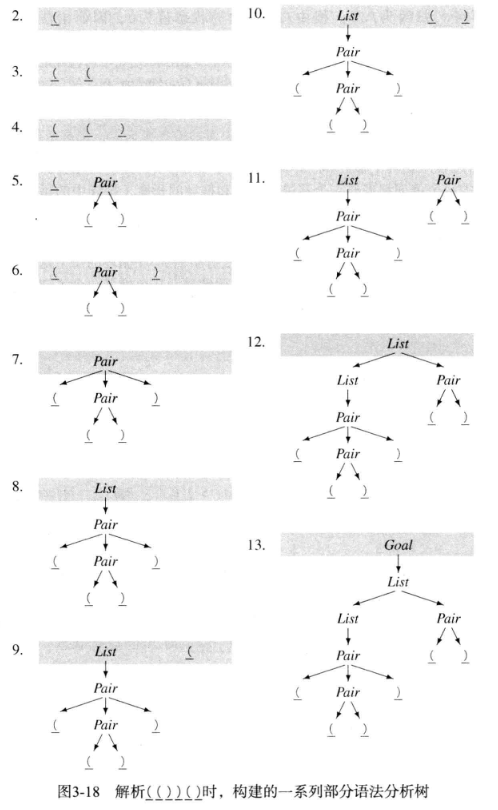 2. (
3. ( (
4. ( ( )
5. ( Pair
( )
6. ( Pair )
( )
7. Pair
( Pair )
( )
8. List
Pair
( Pair )
( )
9. List (
Pair
( Pair )
( )
10. List ( )
Pair
( Pair )
( )
11. List Pair
Pair ( )
( Pair )
( )
12. List
List Pair
Pair ( )
( Pair )
( )
13. Goal
List
List Pair
Pair ( )
( Pair )
( )
图3-18 解析(())()时，构建的一系列部分语法分析树